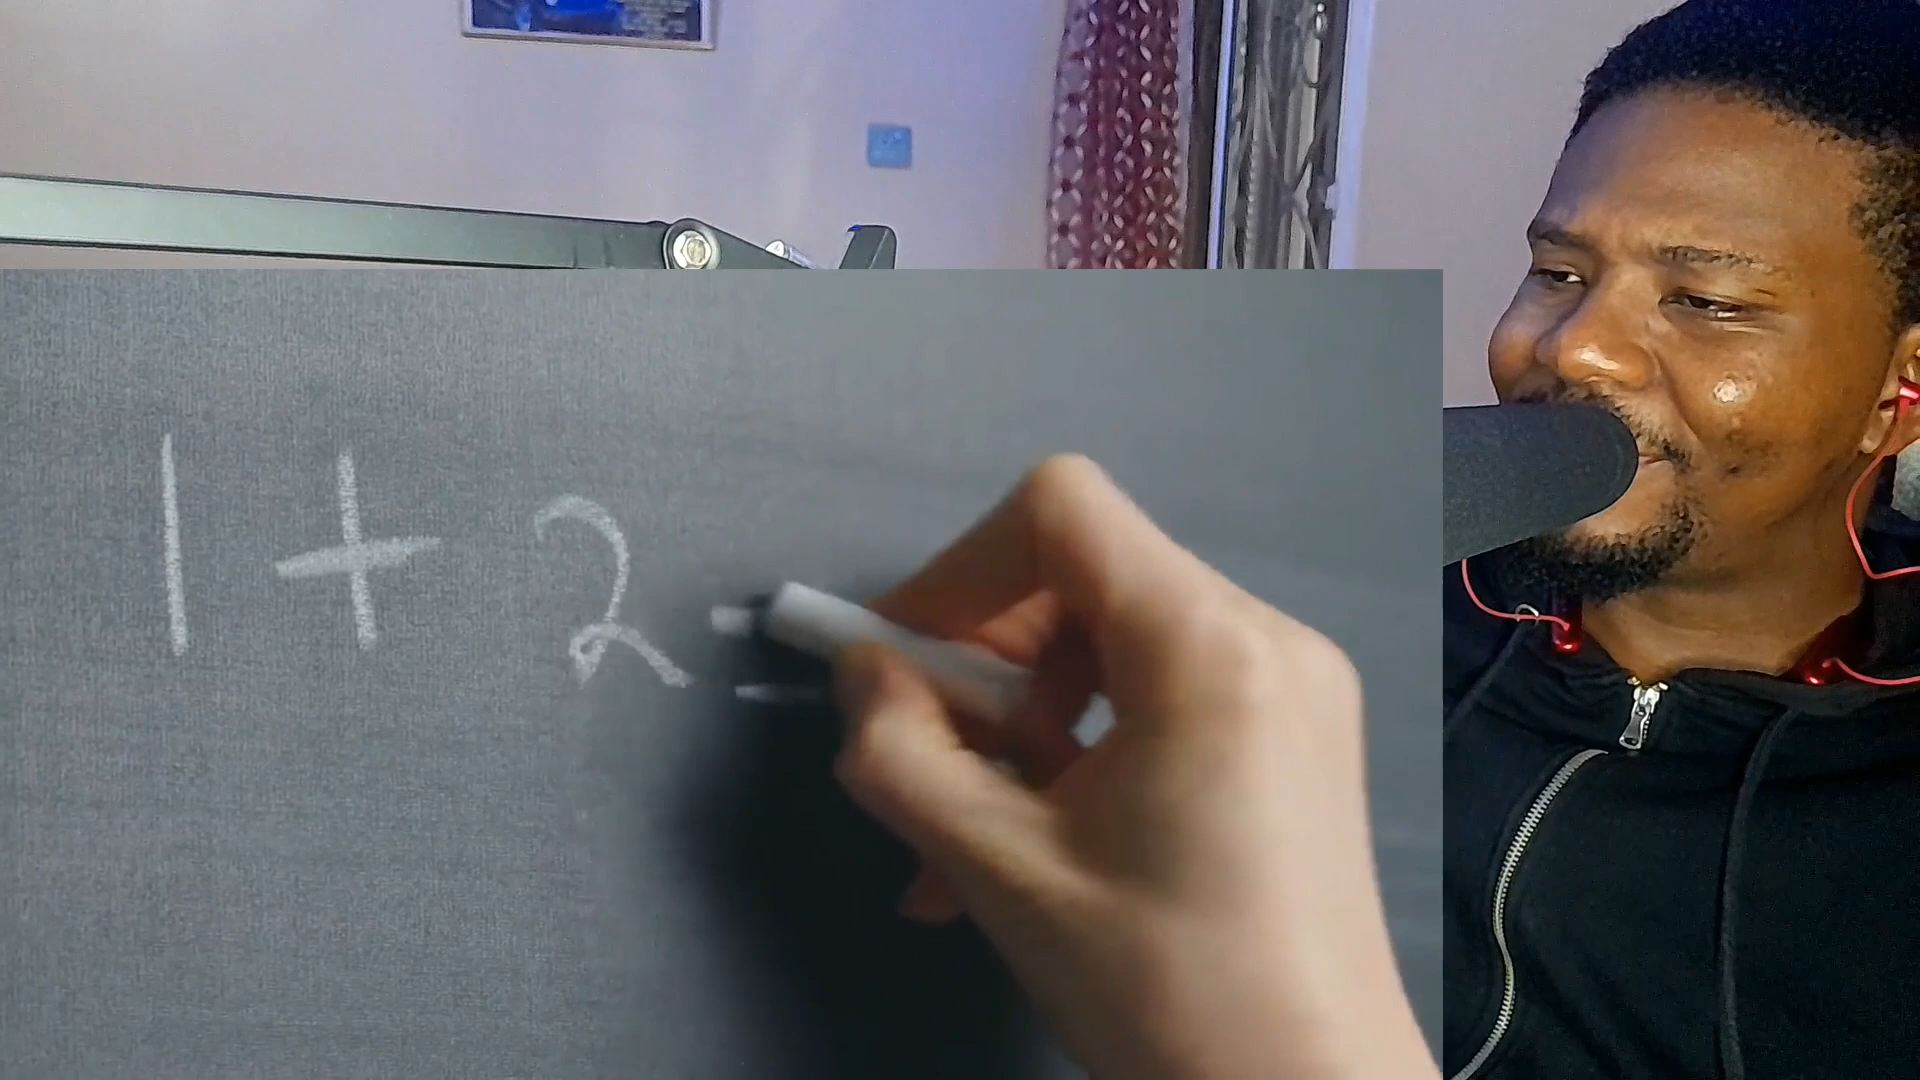 1 + 2 =